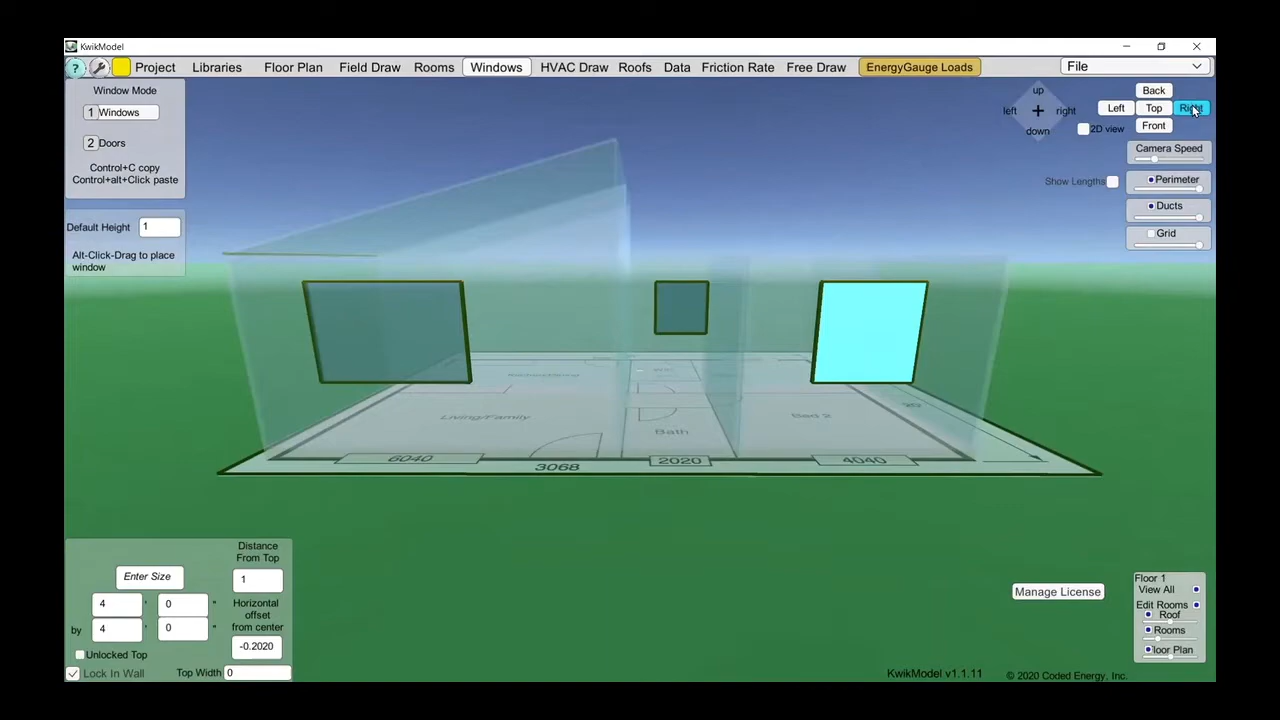 KwikModel
? Project Libraries Floor Plan Field Draw Rooms Windows HVAC Draw Roofs Data Friction Rate Free Draw EnergyGauge Loads File
Window Mode
1 Windows
2 Doors
Control+C copy
Control+alt+Click paste
Default Height 1
Alt-Click-Drag to place
window
up
left right
down
Back
Left Top Right
Front
2D view
Camera Speed
Show Lengths
Perimeter
Ducts
Grid
Living/Family
Bath
Bed 2
6040
3068
2020
4040
Distance
From Top
Enter Size
1
4 ' 0 "
Horizontal
offset
from center
by 4 ' 0 "
-0.2020
Unlocked Top
Lock In Wall
Top Width 0
Manage License
Floor 1
View All
Edit Rooms
Roof
Rooms
Floor Plan
KwikModel v1.1.11
© 2020 Coded Energy, Inc.